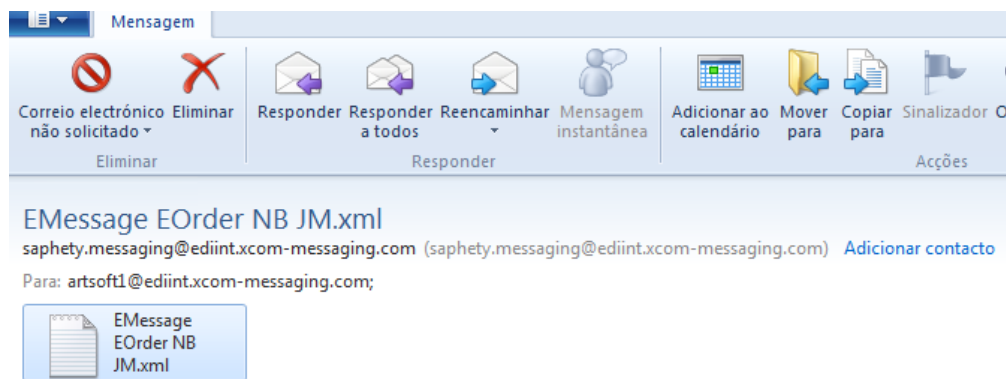 Mensagem
Correio electrónico não solicitado
Eliminar
Responder
Responder a todos
Reencaminhar
Mensagem instantânea
Adicionar ao calendário
Mover para
Copiar para
Sinalizador
O
Eliminar
Responder
Acções
EMessage EOrder NB JM.xml
saphety.messaging@ediint.xcom-messaging.com (saphety.messaging@ediint.xcom-messaging.com) Adicionar contacto
Para: artsoft1@ediint.xcom-messaging.com;
EMessage
EOrder NB
JM.xml